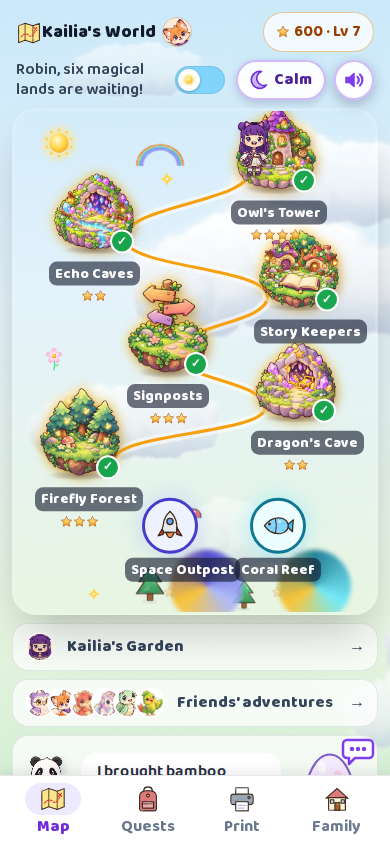 Kailia's World
600 · Lv 7
Robin, six magical
lands are waiting!
Calm
Owl's Tower
Echo Caves
Story Keepers
Signposts
Dragon's Cave
Firefly Forest
Space Outpost
Coral Reef
Kailia's Garden
→
Friends' adventures
→
I brought bamboo
Map
Quests
Print
Family